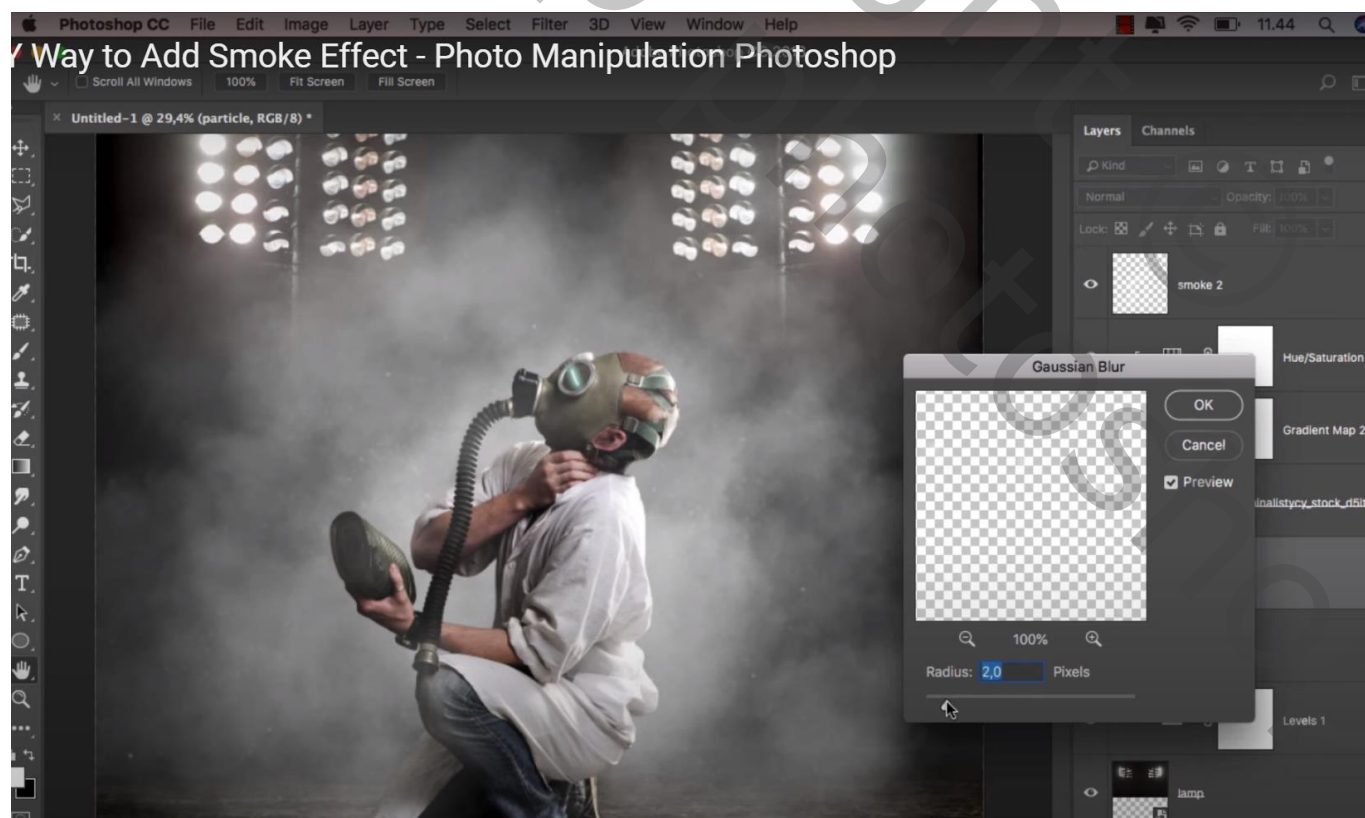 Photoshop CC File Edit Image Layer Type Select Filter 3D View Window Help 11.44
Way to Add Smoke Effect - Photo Manipulation Photoshop
Scroll All Windows 100% Fit Screen Fill Screen
× Untitled-1 @ 29,4% (particle, RGB/8) *
Layers Channels
Kind
Normal Opacity: 100%
Lock: Fill: 100%
smoke 2
Hue/Saturation
Gaussian Blur
OK
Gradient Map 2
Cancel
Preview
100%
Radius: 2,0 Pixels
Levels 1
lamp